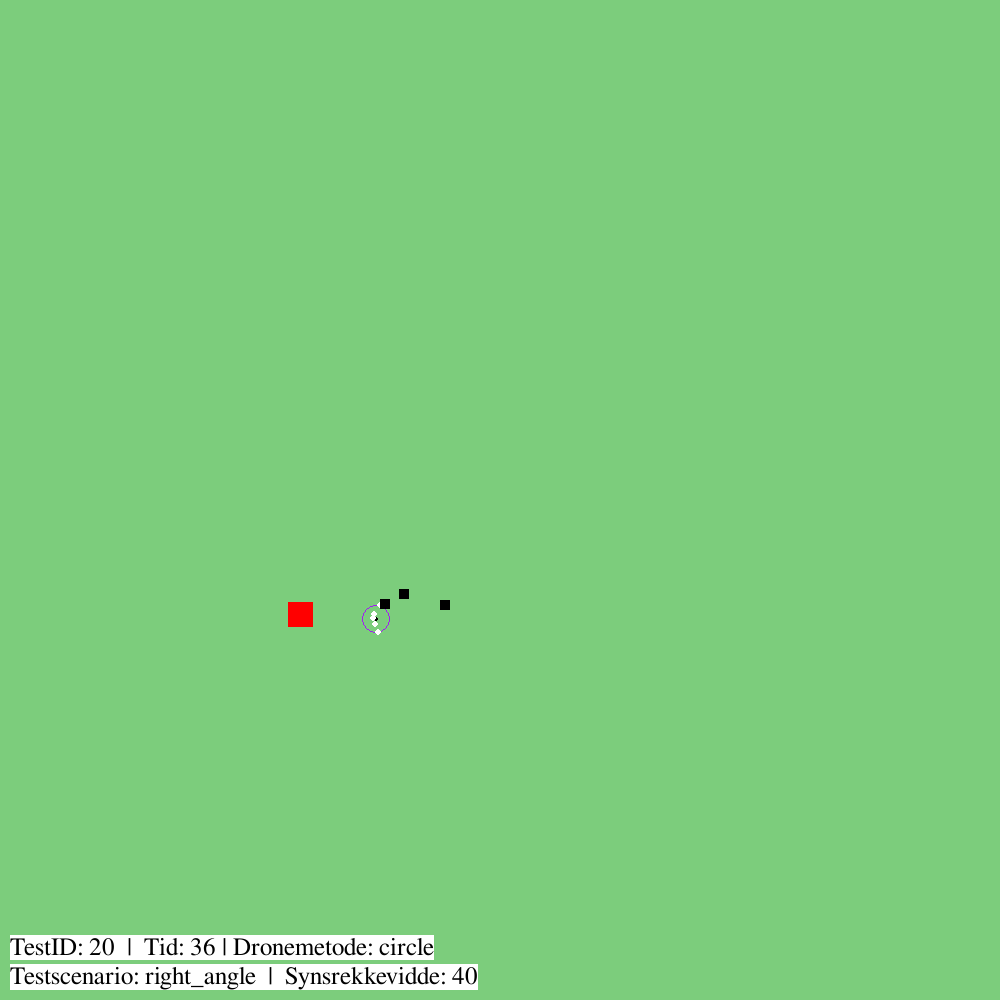 TestID: 20 | Tid: 36 | Dronemetode: circle
Testscenario: right_angle | Synsrekkevidde: 40